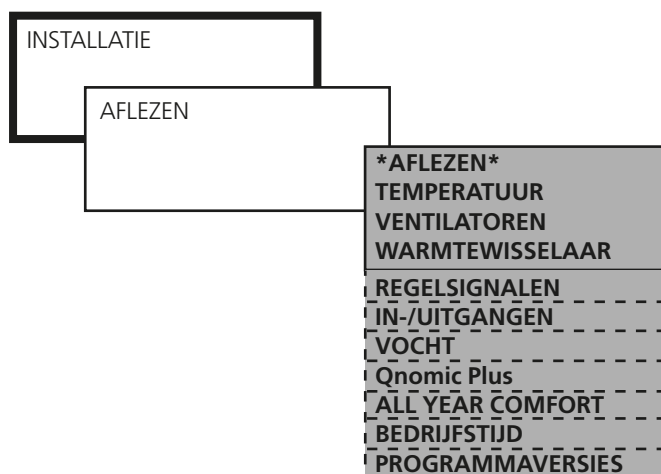 INSTALLATIE
AFLEZEN
*AFLEZEN*
TEMPERATUUR
VENTILATOREN
WARMTEWISSELAAR
REGELSIGNALEN
IN-/UITGANGEN
VOCHT
Qnomic Plus
ALL YEAR COMFORT
BEDRIJFSTIJD
PROGRAMMAVERSIES